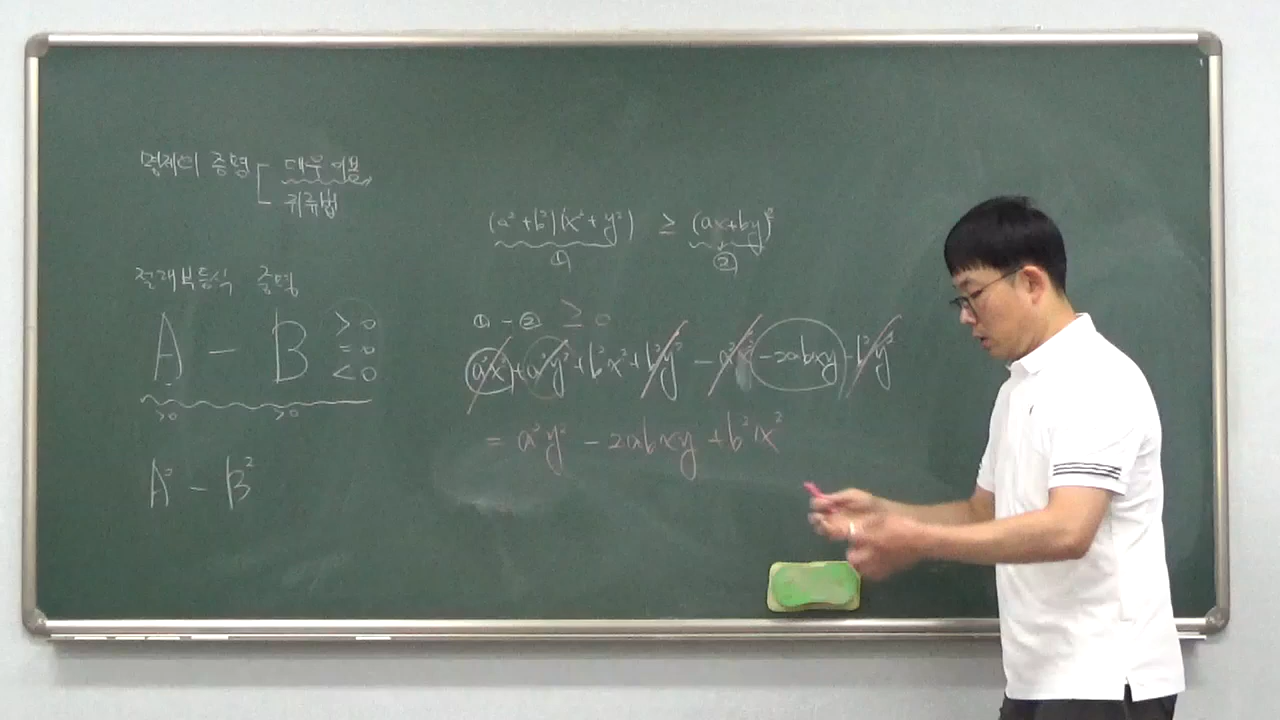 명제의 증명 대우 이용
귀류법
절대부등식 증명
A - B > 0
= 0
< 0
>0 >0
A² - B²
(a²+b²)(x²+y²) ≥ (ax+by)²
① ②
① - ② ≥ 0
a²x²+a²y²+b²x²+b²y² - a²x² - 2abxy - b²y²
= a²y² - 2abxy + b²x²